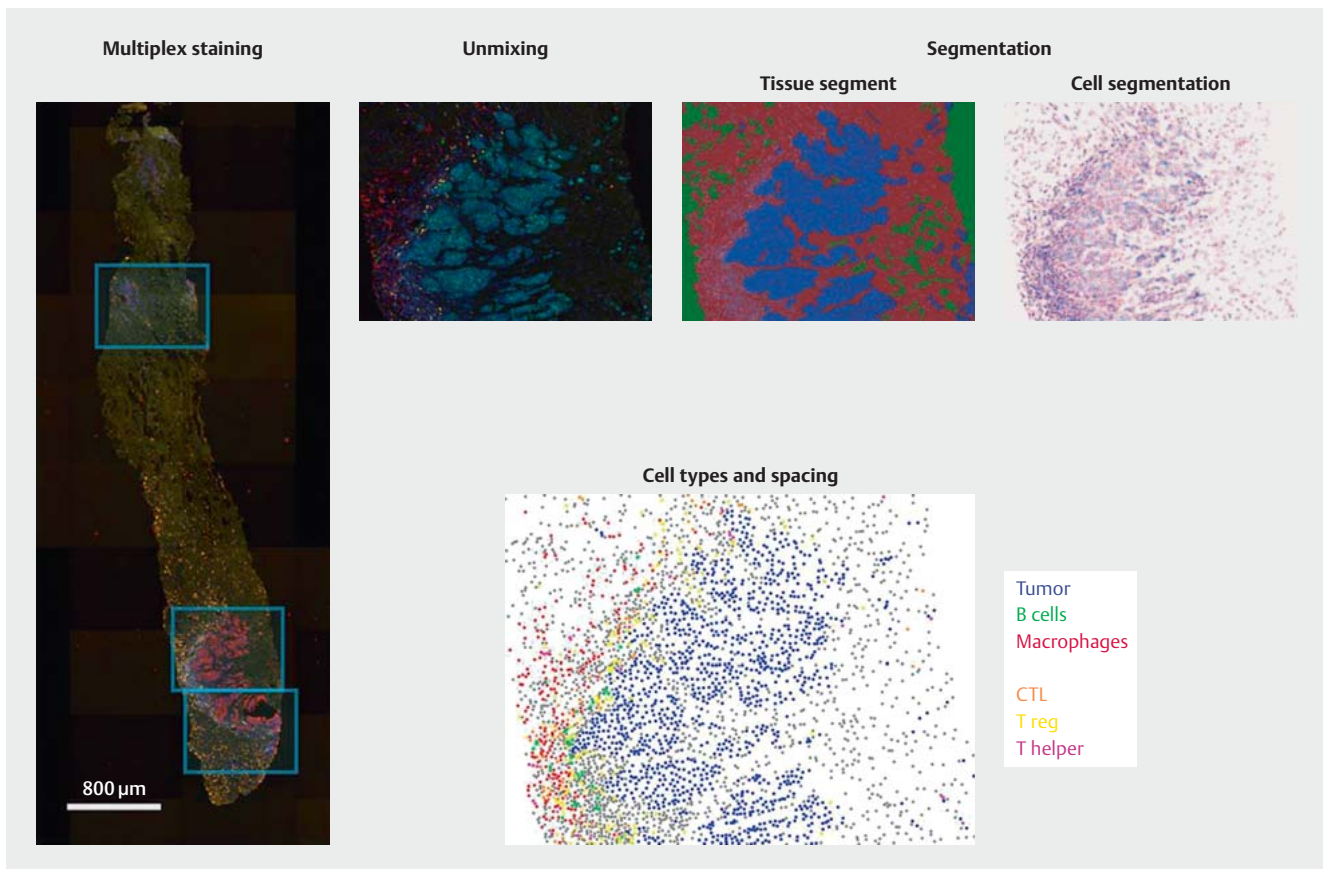 Multiplex staining
Unmixing
Segmentation
Tissue segment
Cell segmentation
800 µm
Cell types and spacing
Tumor
B cells
Macrophages
CTL
T reg
T helper